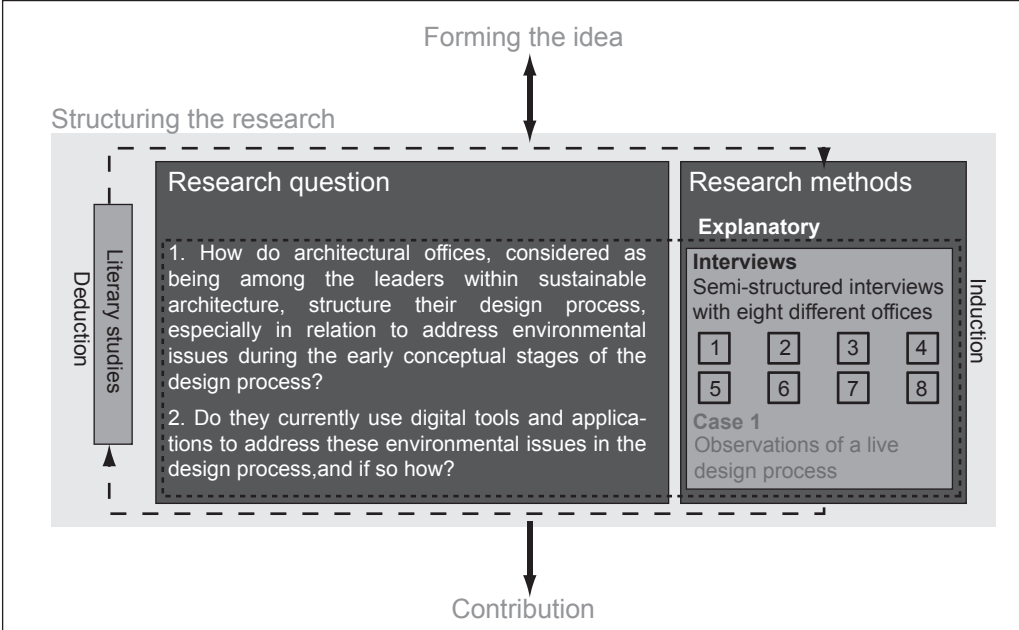 Forming the idea
Structuring the research
Deduction
Literary studies
Research question
1. How do architectural offices, considered as
being among the leaders within sustainable
architecture, structure their design process,
especially in relation to address environmental
issues during the early conceptual stages of the
design process?
2. Do they currently use digital tools and applica-
tions to address these environmental issues in the
design process,and if so how?
Research methods
Explanatory
Interviews
Semi-structured interviews
with eight different offices
1 2 3 4
5 6 7 8
Case 1
Observations of a live
design process
Induction
Contribution